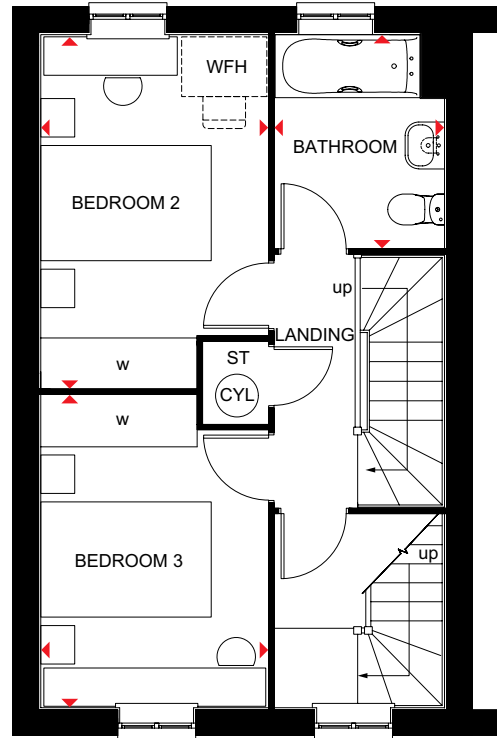 WFH
BATHROOM
BEDROOM 2
up
LANDING
ST
w
CYL
w
BEDROOM 3
up